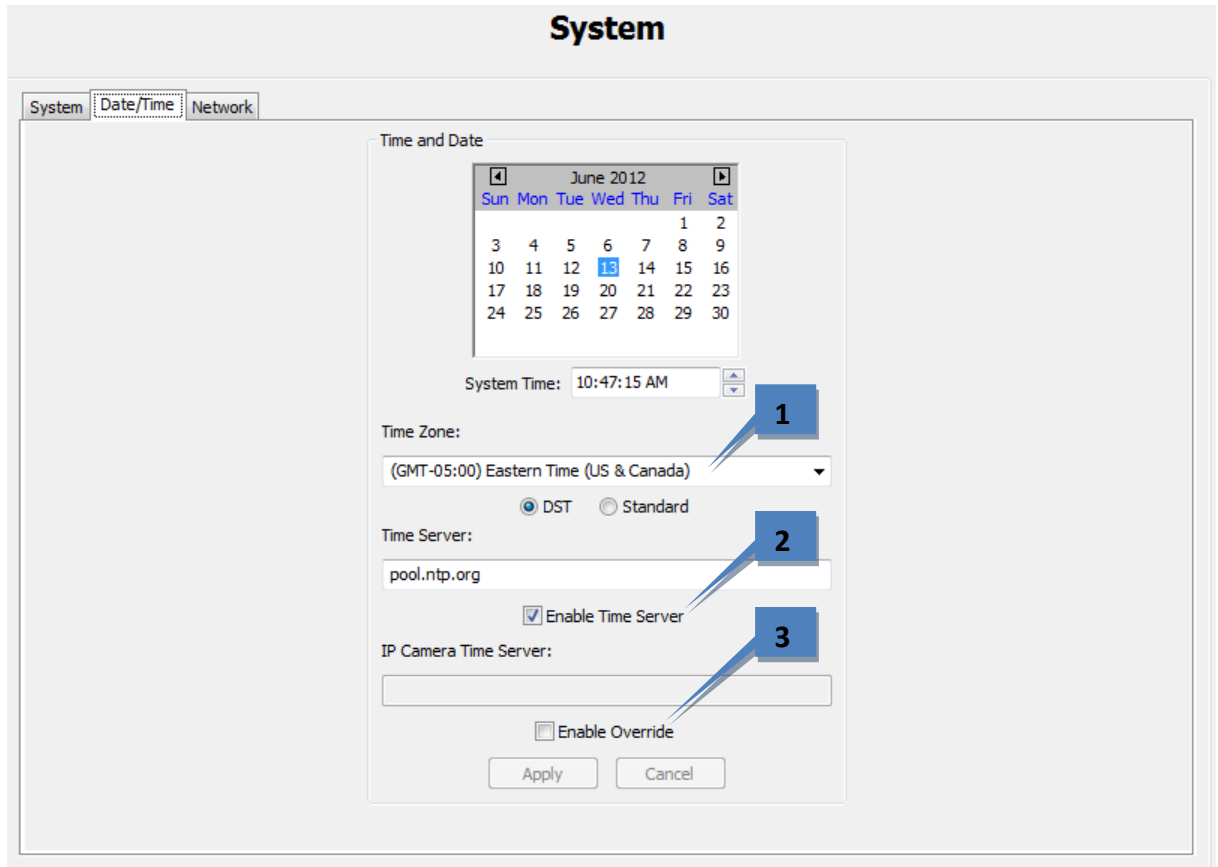 System
System Date/Time Network
Time and Date
June 2012
Sun Mon Tue Wed Thu Fri Sat
1 2
3 4 5 6 7 8 9
10 11 12 13 14 15 16
17 18 19 20 21 22 23
24 25 26 27 28 29 30
System Time: 10:47:15 AM
1
Time Zone:
(GMT-05:00) Eastern Time (US & Canada)
DST Standard
Time Server:
2
pool.ntp.org
Enable Time Server
3
IP Camera Time Server:
Enable Override
Apply Cancel